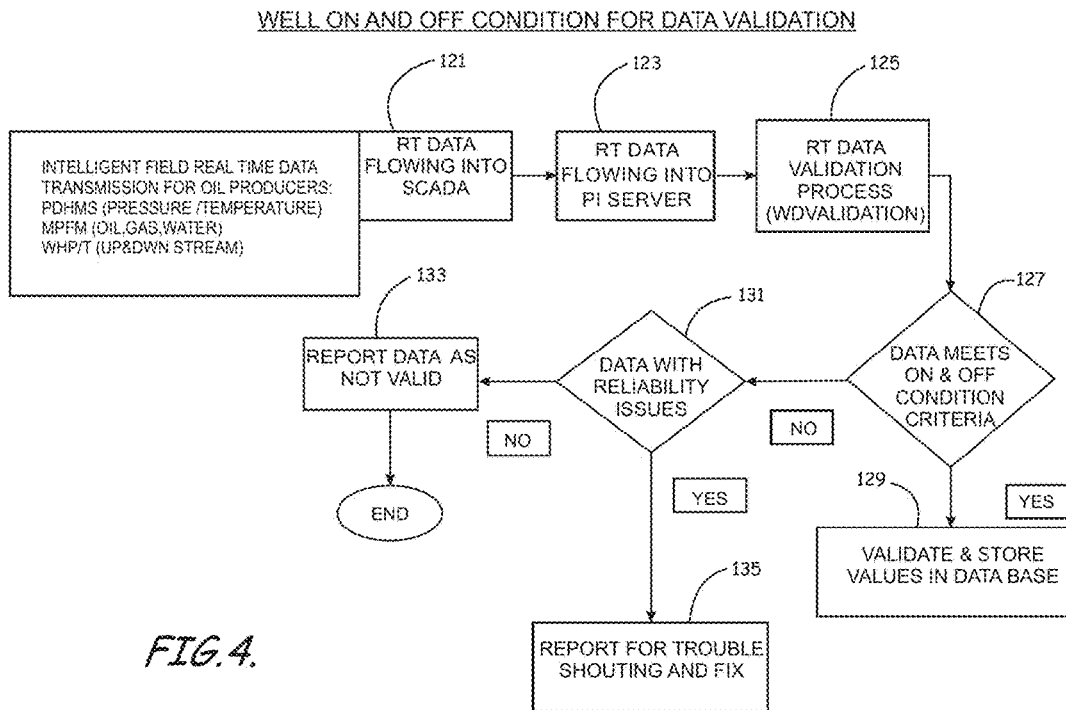 WELL ON AND OFF CONDITION FOR DATA VALIDATION
121
123
125
INTELLIGENT FIELD REAL TIME DATA
TRANSMISSION FOR OIL PRODUCERS:
PDHMS (PRESSURE /TEMPERATURE)
MPFM (OIL,GAS,WATER)
WHP/T (UP&DWN STREAM)
RT DATA
FLOWING INTO
SCADA
RT DATA
FLOWING INTO
PI SERVER
RT DATA
VALIDATION
PROCESS
(WDVALIDATION)
133
131
127
REPORT DATA AS
NOT VALID
DATA WITH
RELIABILITY
ISSUES
DATA MEETS
ON & OFF
CONDITION
CRITERIA
NO
NO
END
YES
129
YES
VALIDATE & STORE
VALUES IN DATA BASE
135
REPORT FOR TROUBLE
SHOUTING AND FIX
FIG.4.